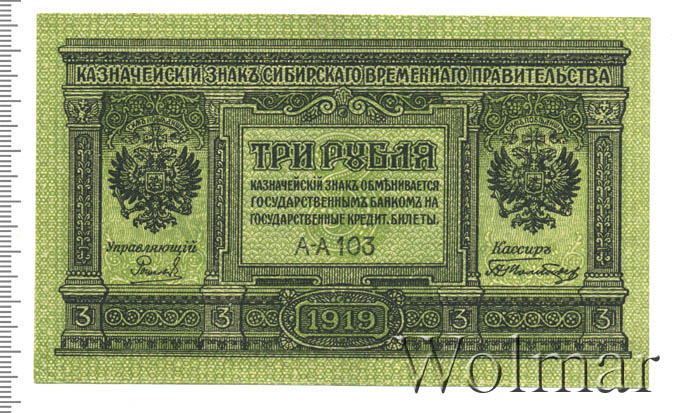 КАЗНАЧЕЙСКІЙ ЗНАКЪ СИБИРСКАГО ВРЕМЕННАГО ПРАВИТЕЛЬСТВА
ТРИ РУБЛЯ
КАЗНАЧЕЙСКІЙ ЗНАКЪ ОБМѢНИВАЕТСЯ
ГОСУДАРСТВЕННЫМЪ БАНКОМЪ НА
ГОСУДАРСТВЕННЫЕ КРЕДИТ. БИЛЕТЫ.
А-А 103
Управляющій
Кассиръ
3 3 1919 3 3
Wolmar